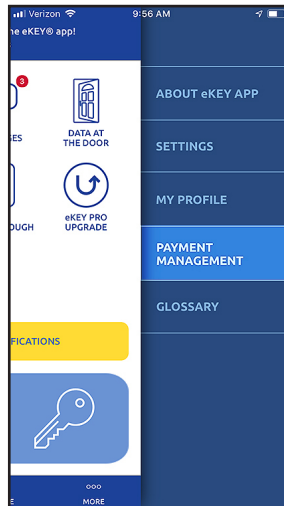 Verizon
9:56 AM
he eKEY® app!
3
ES
DATA AT
THE DOOR
OUGH
eKEY PRO
UPGRADE
FICATIONS
E
MORE
ABOUT eKEY APP
SETTINGS
MY PROFILE
PAYMENT
MANAGEMENT
GLOSSARY